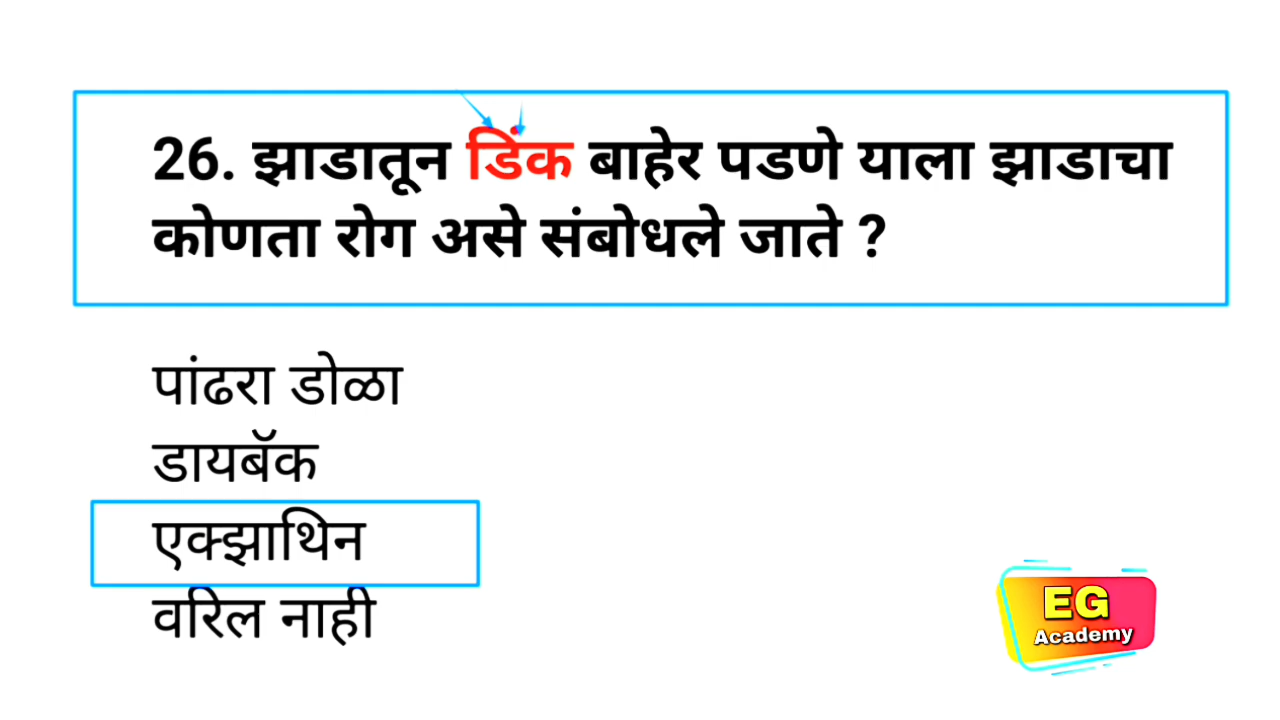 26. झाडातून डिंक बाहेर पडणे याला झाडाचा
कोणता रोग असे संबोधले जाते ?
पांढरा डोळा
डायबॅक
एक्झाथिन
वरिल नाही
EG
Academy